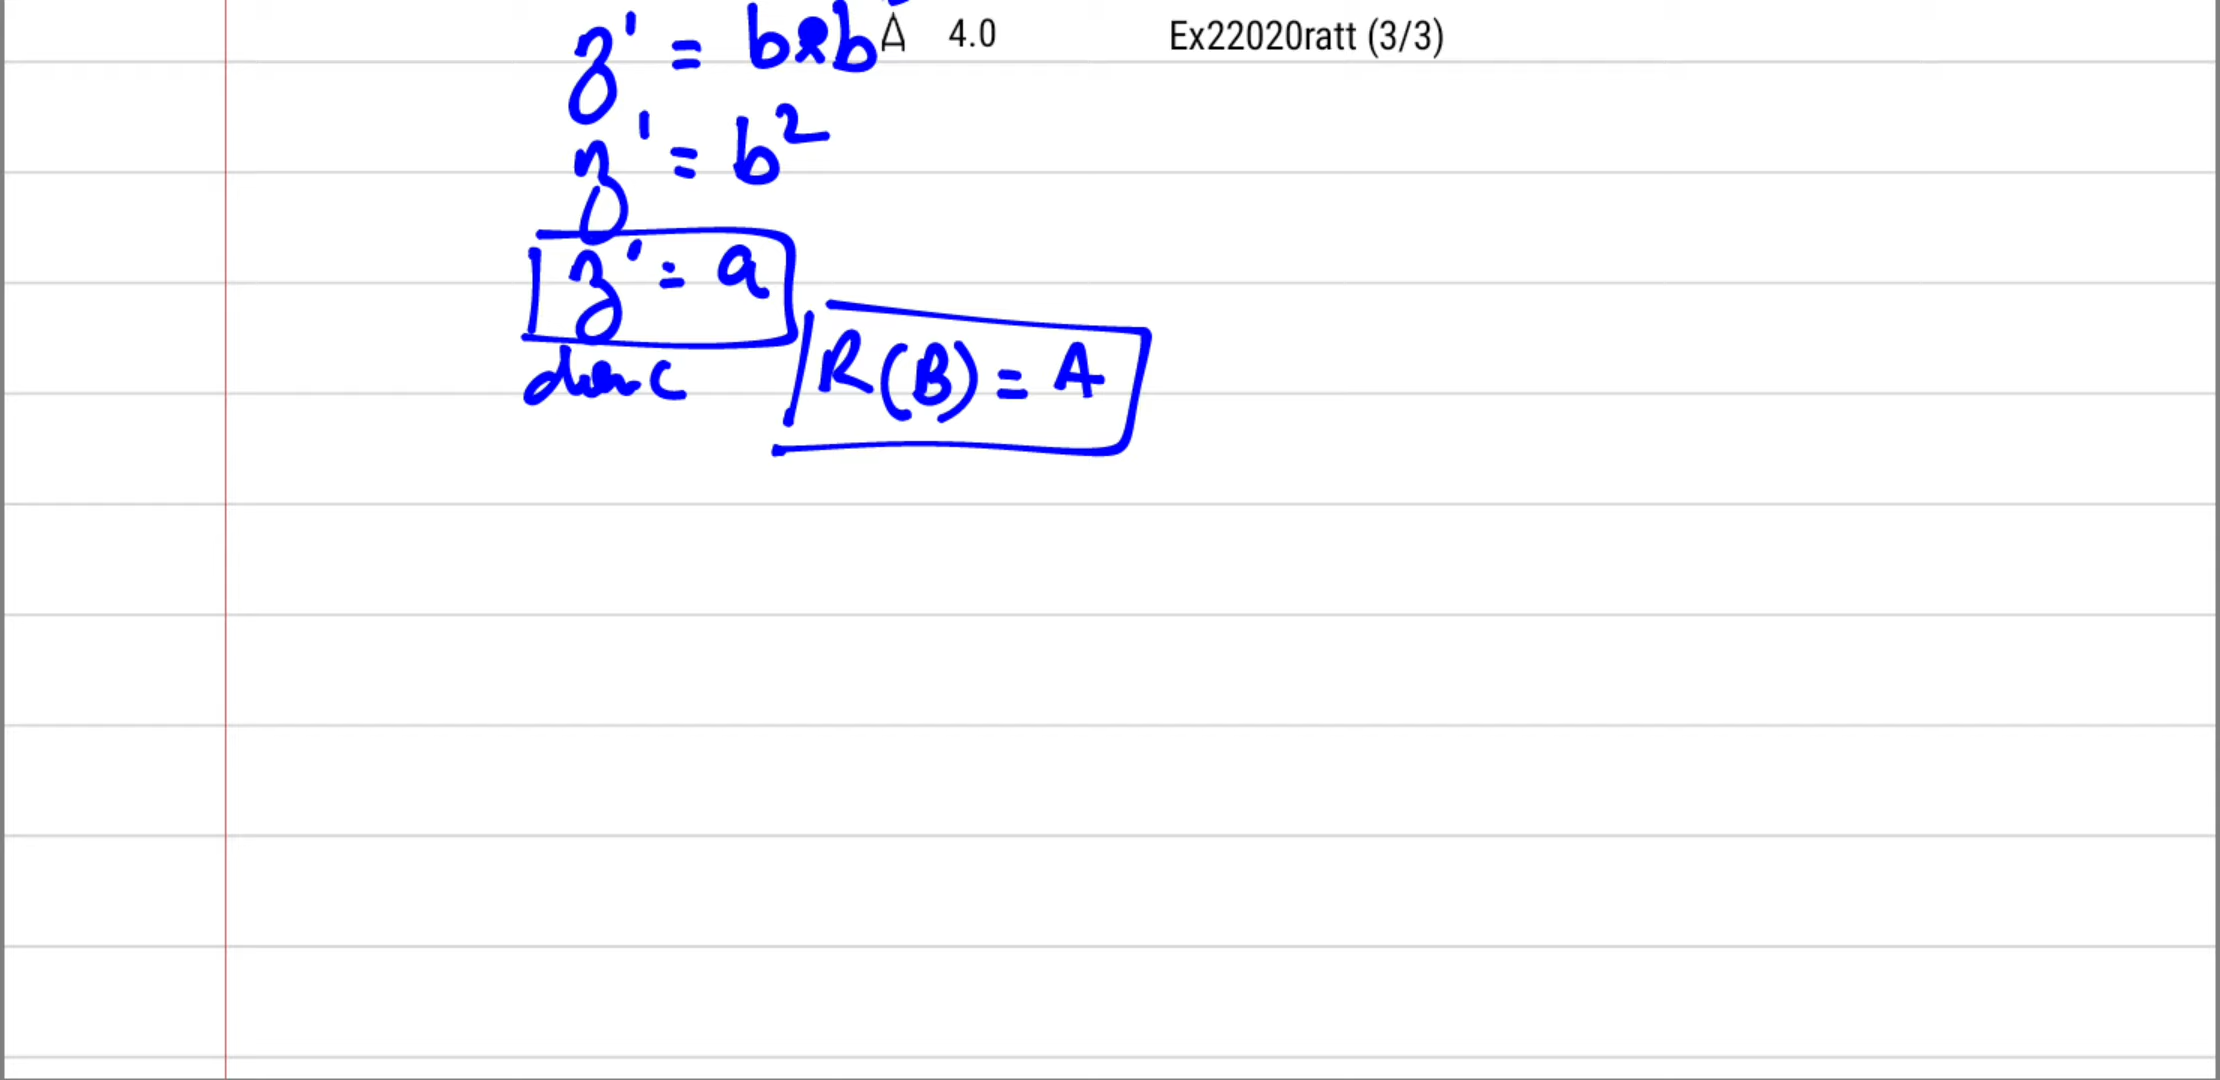 z' = b × b
A 4.0 Ex22020ratt (3/3)
z' = b²
z' = a
donc R(B) = A